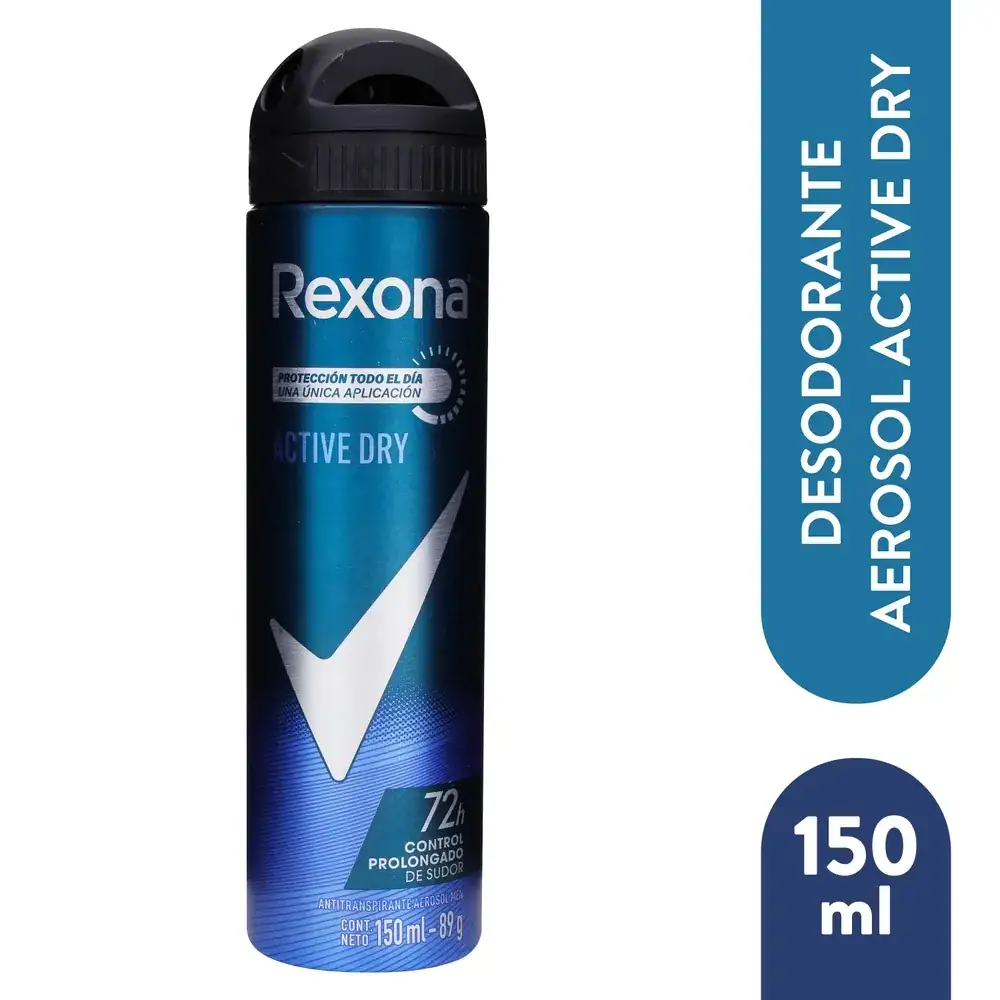 Rexona
PROTECCIÓN TODO EL DÍA
UNA ÚNICA APLICACIÓN
ACTIVE DRY
72h
CONTROL
PROLONGADO
DE SUDOR
ANTITRANSPIRANTE AEROSOL MEN
CONT.
NETO 150 ml - 89 g
DESODORANTE
AEROSOL ACTIVE DRY
150
ml